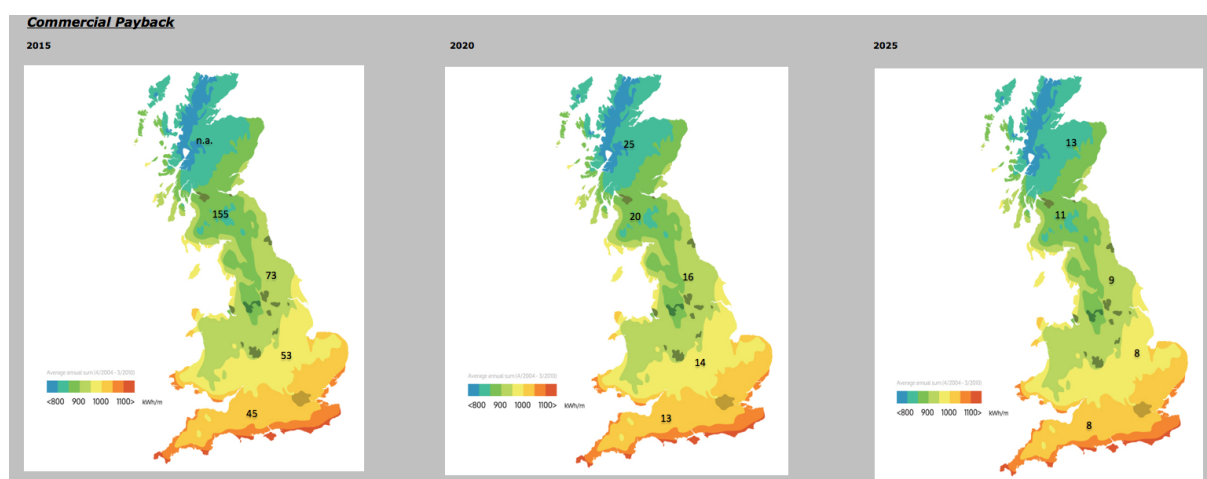 Commercial Payback
2015
2020
2025
n.a.
155
73
53
45
Average annual sum (4/2004 - 3/2010)
<800 900 1000 1100> kWh/m
25
20
16
14
13
Average annual sum (4/2004 - 3/2010)
<800 900 1000 1100> kWh/m
13
11
9
8
8
Average annual sum (4/2004 - 3/2010)
<800 900 1000 1100> kWh/m